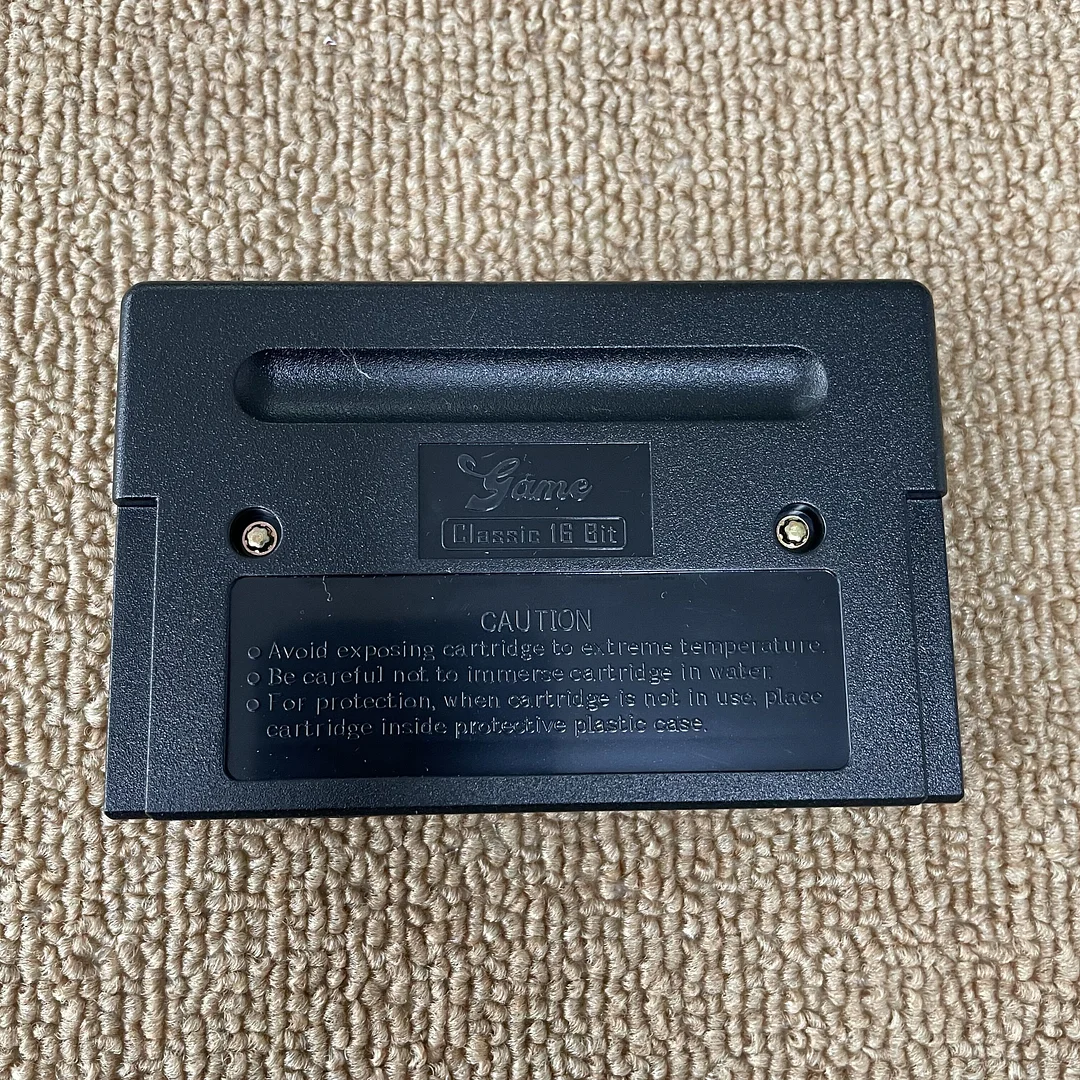 Game
Classic 16 Bit
CAUTION
○ Avoid exposing cartridge to extreme temperature.
○ Be careful not to immerse cartridge in water.
○ For protection, when cartridge is not in use, place
cartridge inside protective plastic case.